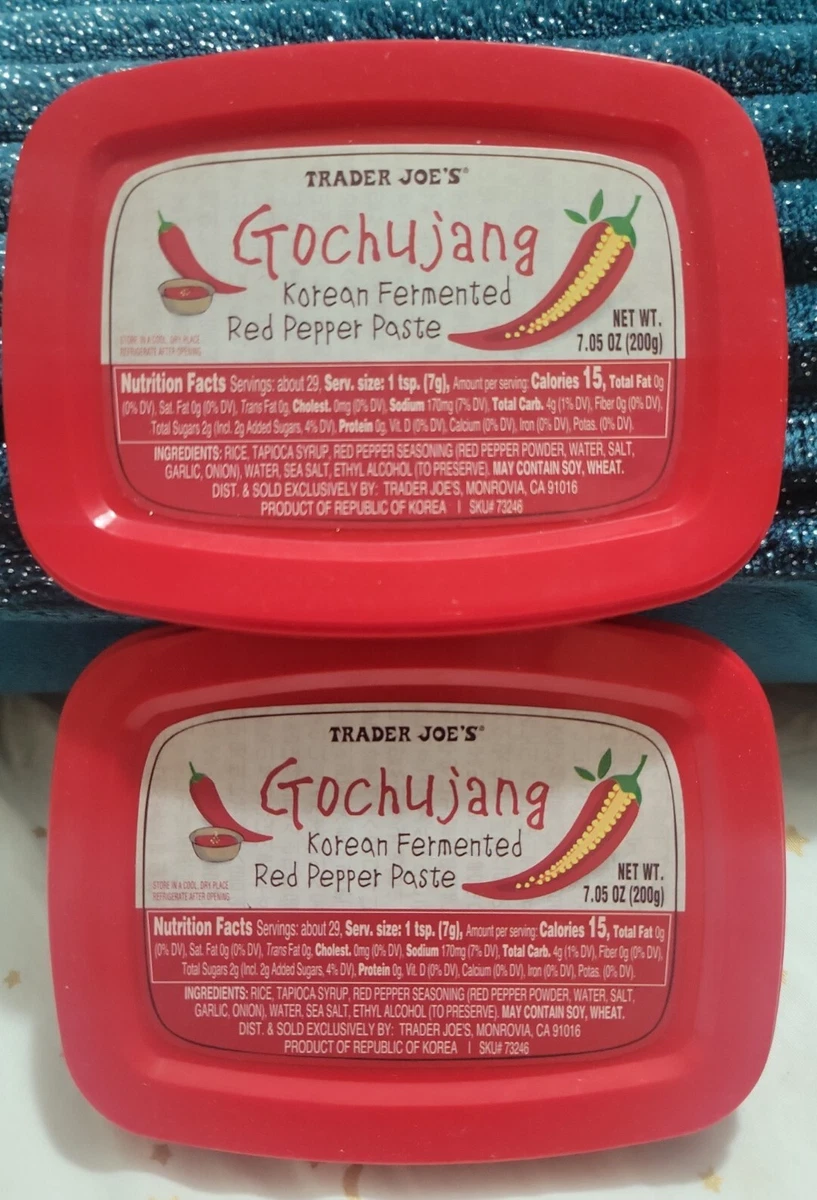 TRADER JOE'S®
Gochujang
Korean Fermented
Red Pepper Paste
STORE IN A COOL, DRY PLACE
REFRIGERATE AFTER OPENING
NET WT.
7.05 OZ (200g)
Nutrition Facts Servings: about 29, Serv. size: 1 tsp. (7g), Amount per serving: Calories 15, Total Fat 0g
(0% DV), Sat. Fat 0g (0% DV), Trans Fat 0g, Cholest. 0mg (0% DV), Sodium 170mg (7% DV), Total Carb. 4g (1% DV), Fiber 0g (0% DV),
Total Sugars 2g (Incl. 2g Added Sugars, 4% DV), Protein 0g, Vit. D (0% DV), Calcium (0% DV), Iron (0% DV), Potas. (0% DV).
INGREDIENTS: RICE, TAPIOCA SYRUP, RED PEPPER SEASONING (RED PEPPER POWDER, WATER, SALT,
GARLIC, ONION), WATER, SEA SALT, ETHYL ALCOHOL (TO PRESERVE). MAY CONTAIN SOY, WHEAT.
DIST. & SOLD EXCLUSIVELY BY: TRADER JOE'S, MONROVIA, CA 91016
PRODUCT OF REPUBLIC OF KOREA | SKU# 73246
TRADER JOE'S®
Gochujang
Korean Fermented
Red Pepper Paste
STORE IN A COOL, DRY PLACE
REFRIGERATE AFTER OPENING
NET WT.
7.05 OZ (200g)
Nutrition Facts Servings: about 29, Serv. size: 1 tsp. (7g), Amount per serving: Calories 15, Total Fat 0g
(0% DV), Sat. Fat 0g (0% DV), Trans Fat 0g, Cholest. 0mg (0% DV), Sodium 170mg (7% DV), Total Carb. 4g (1% DV), Fiber 0g (0% DV),
Total Sugars 2g (Incl. 2g Added Sugars, 4% DV), Protein 0g, Vit. D (0% DV), Calcium (0% DV), Iron (0% DV), Potas. (0% DV).
INGREDIENTS: RICE, TAPIOCA SYRUP, RED PEPPER SEASONING (RED PEPPER POWDER, WATER, SALT,
GARLIC, ONION), WATER, SEA SALT, ETHYL ALCOHOL (TO PRESERVE). MAY CONTAIN SOY, WHEAT.
DIST. & SOLD EXCLUSIVELY BY: TRADER JOE'S, MONROVIA, CA 91016
PRODUCT OF REPUBLIC OF KOREA | SKU# 73246